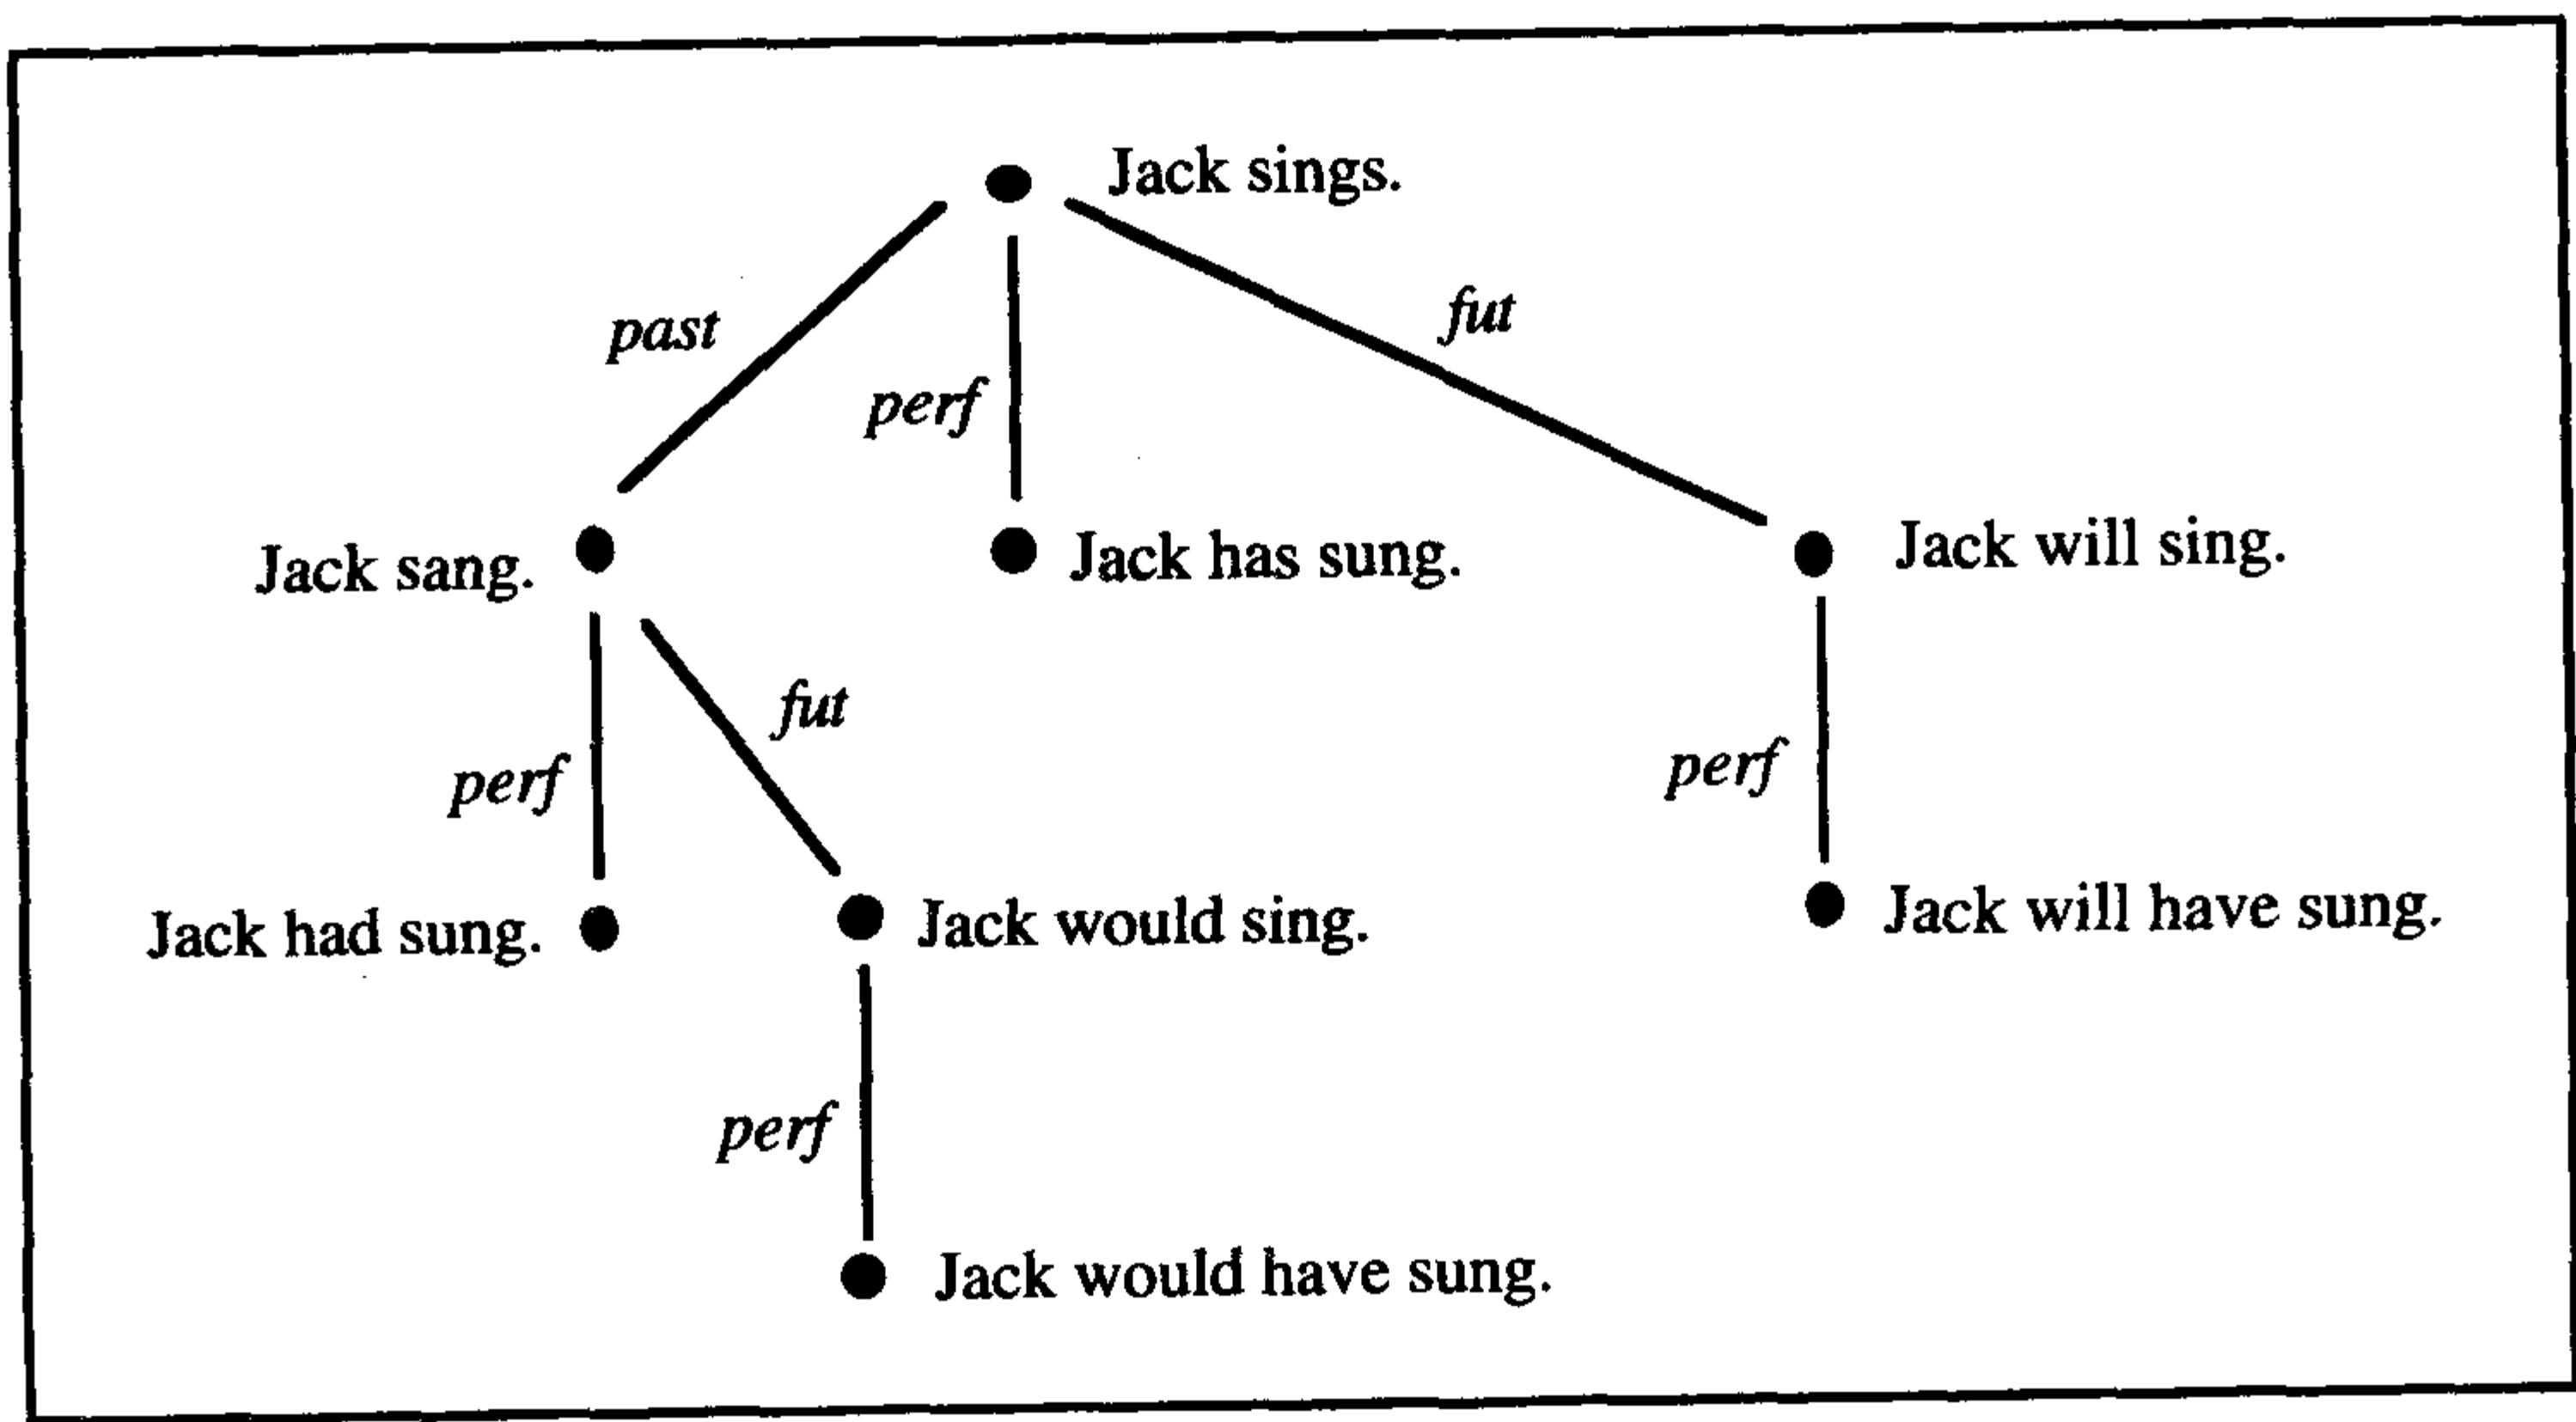 Jack sings.
past
perf
fut
Jack sang.
Jack has sung.
Jack will sing.
perf
fut
perf
Jack had sung.
Jack would sing.
Jack will have sung.
perf
Jack would have sung.